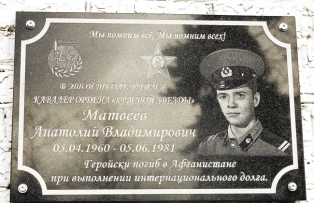 Мы помним всё, Мы помним всех!
В ЭТОЙ ШКОЛЕ УЧИЛСЯ
КАВАЛЕР ОРДЕНА «КРАСНОЙ ЗВЕЗДЫ»
Матвеев
Анатолий Владимирович
05.04.1960 - 05.06.1981
Геройски погиб в Афганистане
при выполнении интернационального долга.